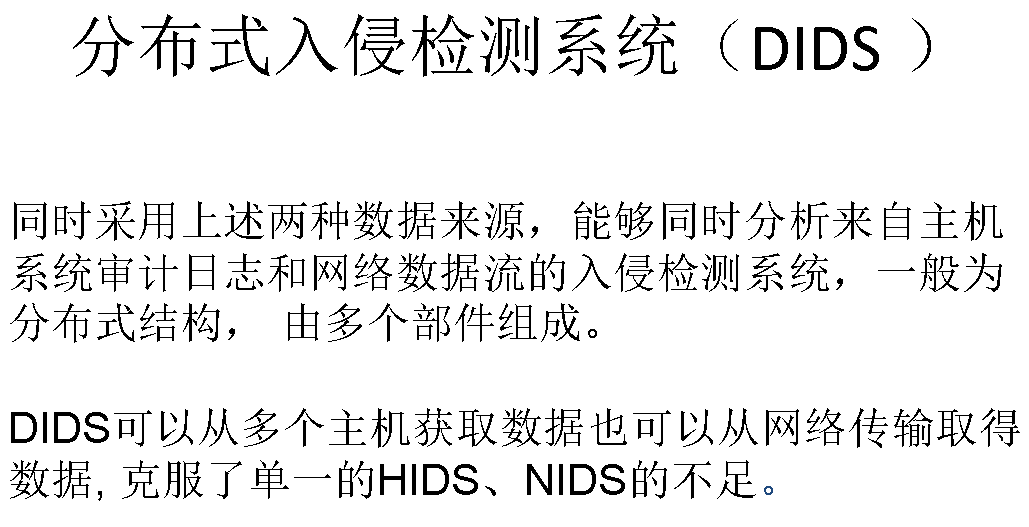 分布式入侵检测系统（DIDS ）
同时采用上述两种数据来源，能够同时分析来自主机
系统审计日志和网络数据流的入侵检测系统，一般为
分布式结构， 由多个部件组成。
DIDS可以从多个主机获取数据也可以从网络传输取得
数据, 克服了单一的HIDS、NIDS的不足。